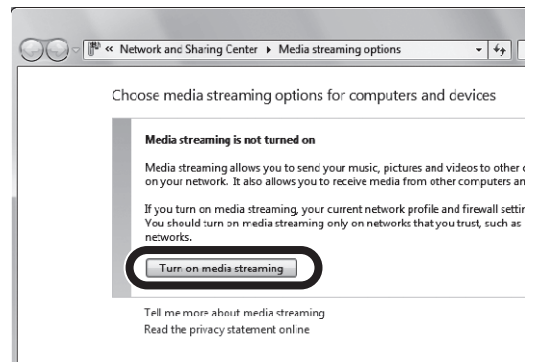 « Network and Sharing Center ▸ Media streaming options
Choose media streaming options for computers and devices
Media streaming is not turned on
Media streaming allows you to send your music, pictures and videos to other
on your network. It also allows you to receive media from other computers an
If you turn on media streaming, your current network profile and firewall settin
You should turn on media streaming only on networks that you trust, such as
networks.
Turn on media streaming
Tell me more about media streaming
Read the privacy statement online